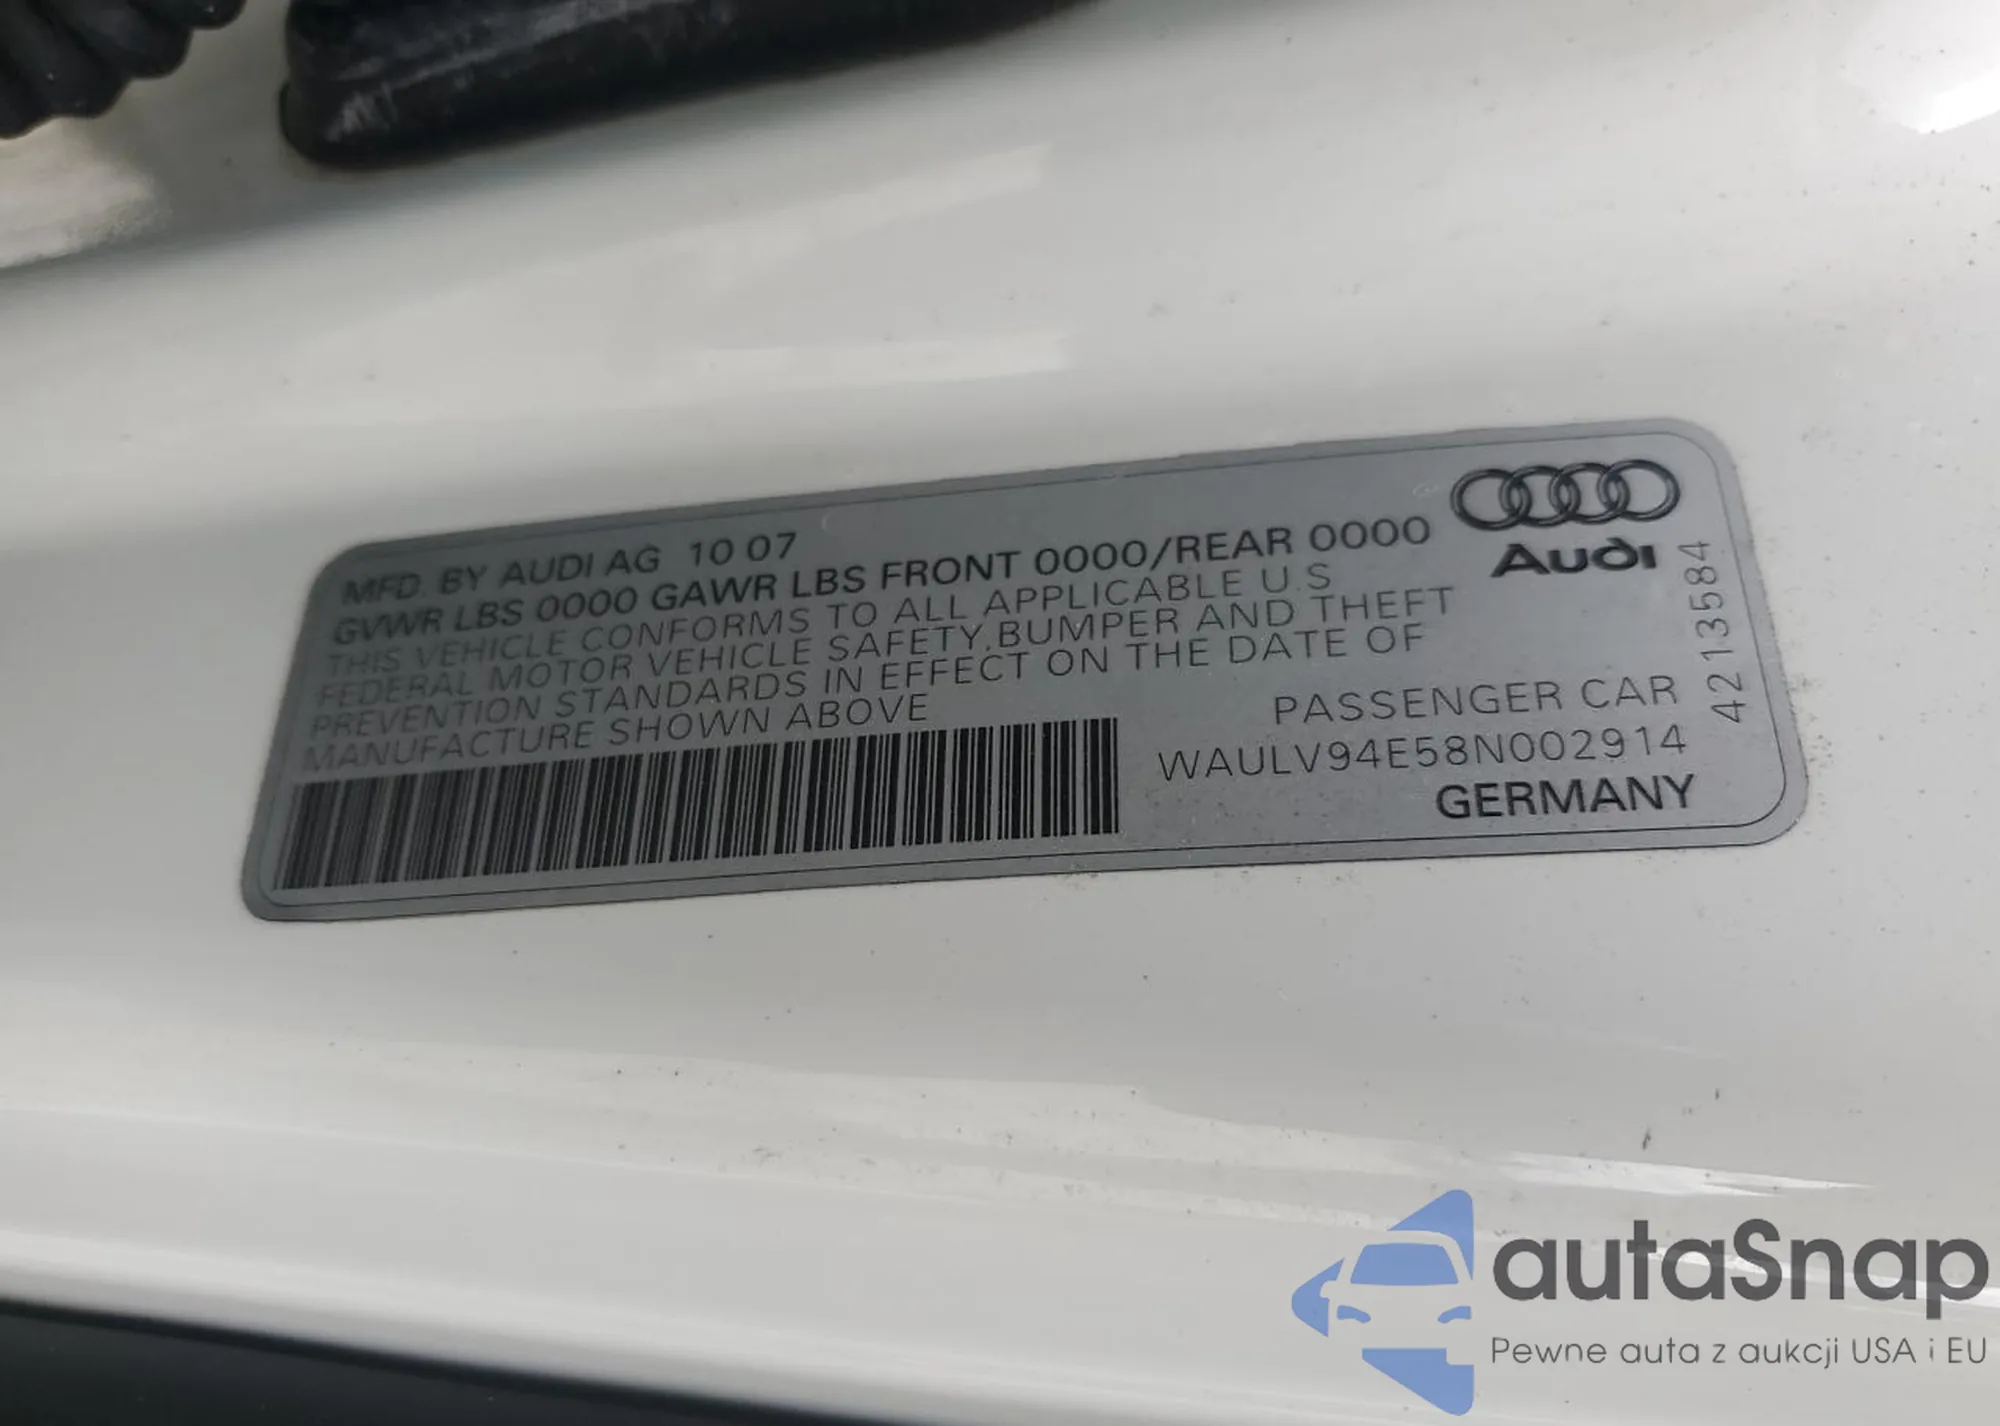 MFD. BY AUDI AG 10 07
GVWR LBS 0000 GAWR LBS FRONT 0000/REAR 0000
THIS VEHICLE CONFORMS TO ALL APPLICABLE U.S
FEDERAL MOTOR VEHICLE SAFETY,BUMPER AND THEFT
PREVENTION STANDARDS IN EFFECT ON THE DATE OF
MANUFACTURE SHOWN ABOVE
Audi
4213584
PASSENGER CAR
WAULV94E58N002914
GERMANY
autaSnap
Pewne auta z aukcji USA i EU